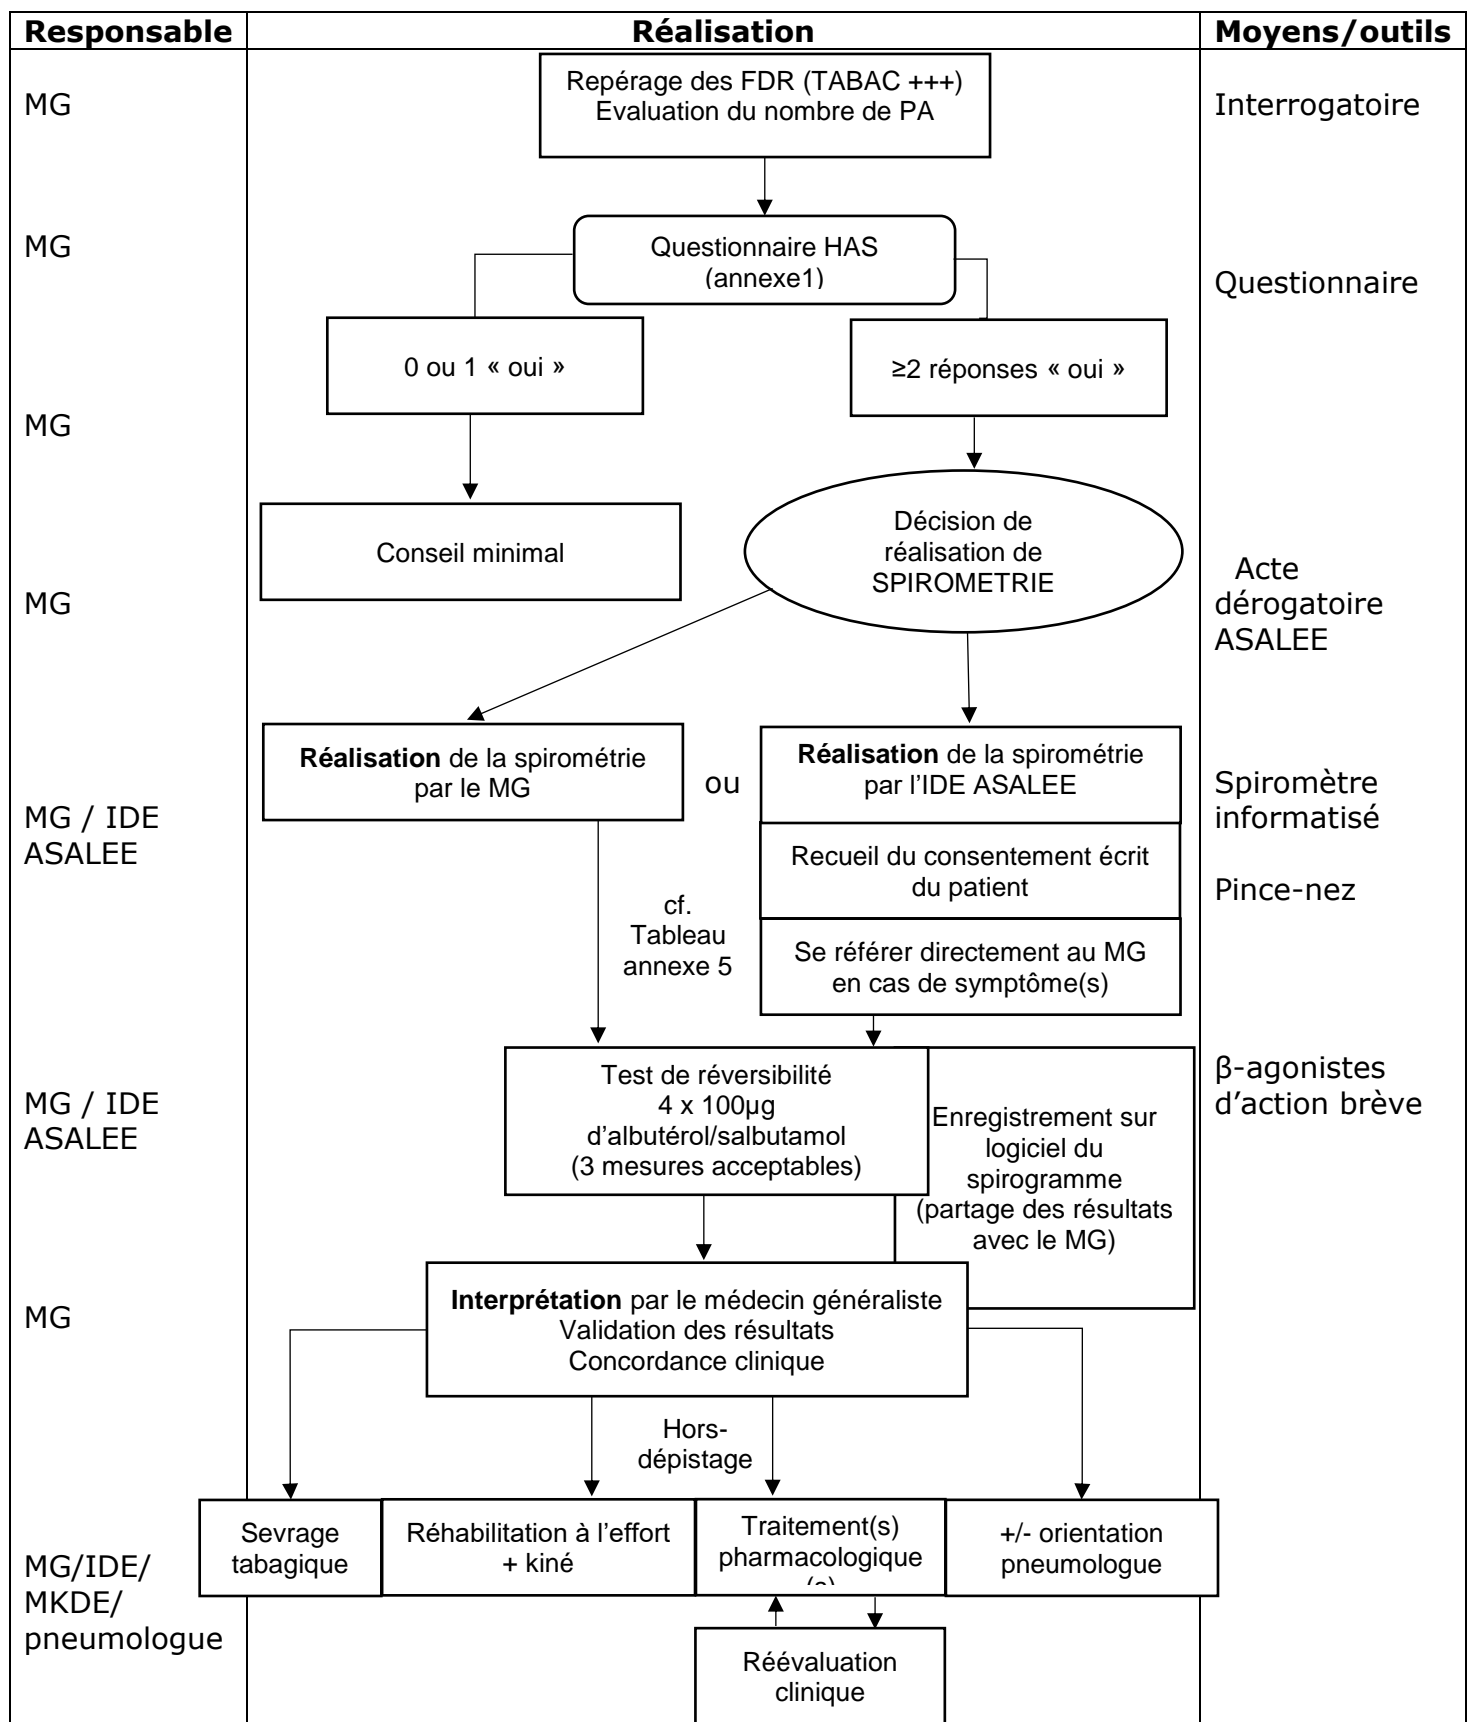 Responsable
Réalisation
Moyens/outils
MG
Repérage des FDR (TABAC +++)
Evaluation du nombre de PA
Interrogatoire
MG
Questionnaire HAS
(annexe1)
Questionnaire
0 ou 1 « oui »
≥2 réponses « oui »
MG
Conseil minimal
Décision de
réalisation de
SPIROMETRIE
MG
Acte
dérogatoire
ASALEE
Réalisation de la spirométrie
par le MG
ou
Réalisation de la spirométrie
par l’IDE ASALEE
Spiromètre
informatisé
MG / IDE
ASALEE
Recueil du consentement écrit
du patient
Pince-nez
cf.
Tableau
annexe 5
Se référer directement au MG
en cas de symptôme(s)
MG / IDE
ASALEE
Test de réversibilité
4 x 100µg
d’albutérol/salbutamol
(3 mesures acceptables)
β-agonistes
d’action brève
Enregistrement sur
logiciel du
spirogramme
(partage des résultats
avec le MG)
MG
Interprétation par le médecin généraliste
Validation des résultats
Concordance clinique
Hors-
dépistage
MG/IDE/
MKDE/
pneumologue
Sevrage
tabagique
Réhabilitation à l’effort
+ kiné
Traitement(s)
pharmacologique
(s)
+/- orientation
pneumologue
Réévaluation
clinique